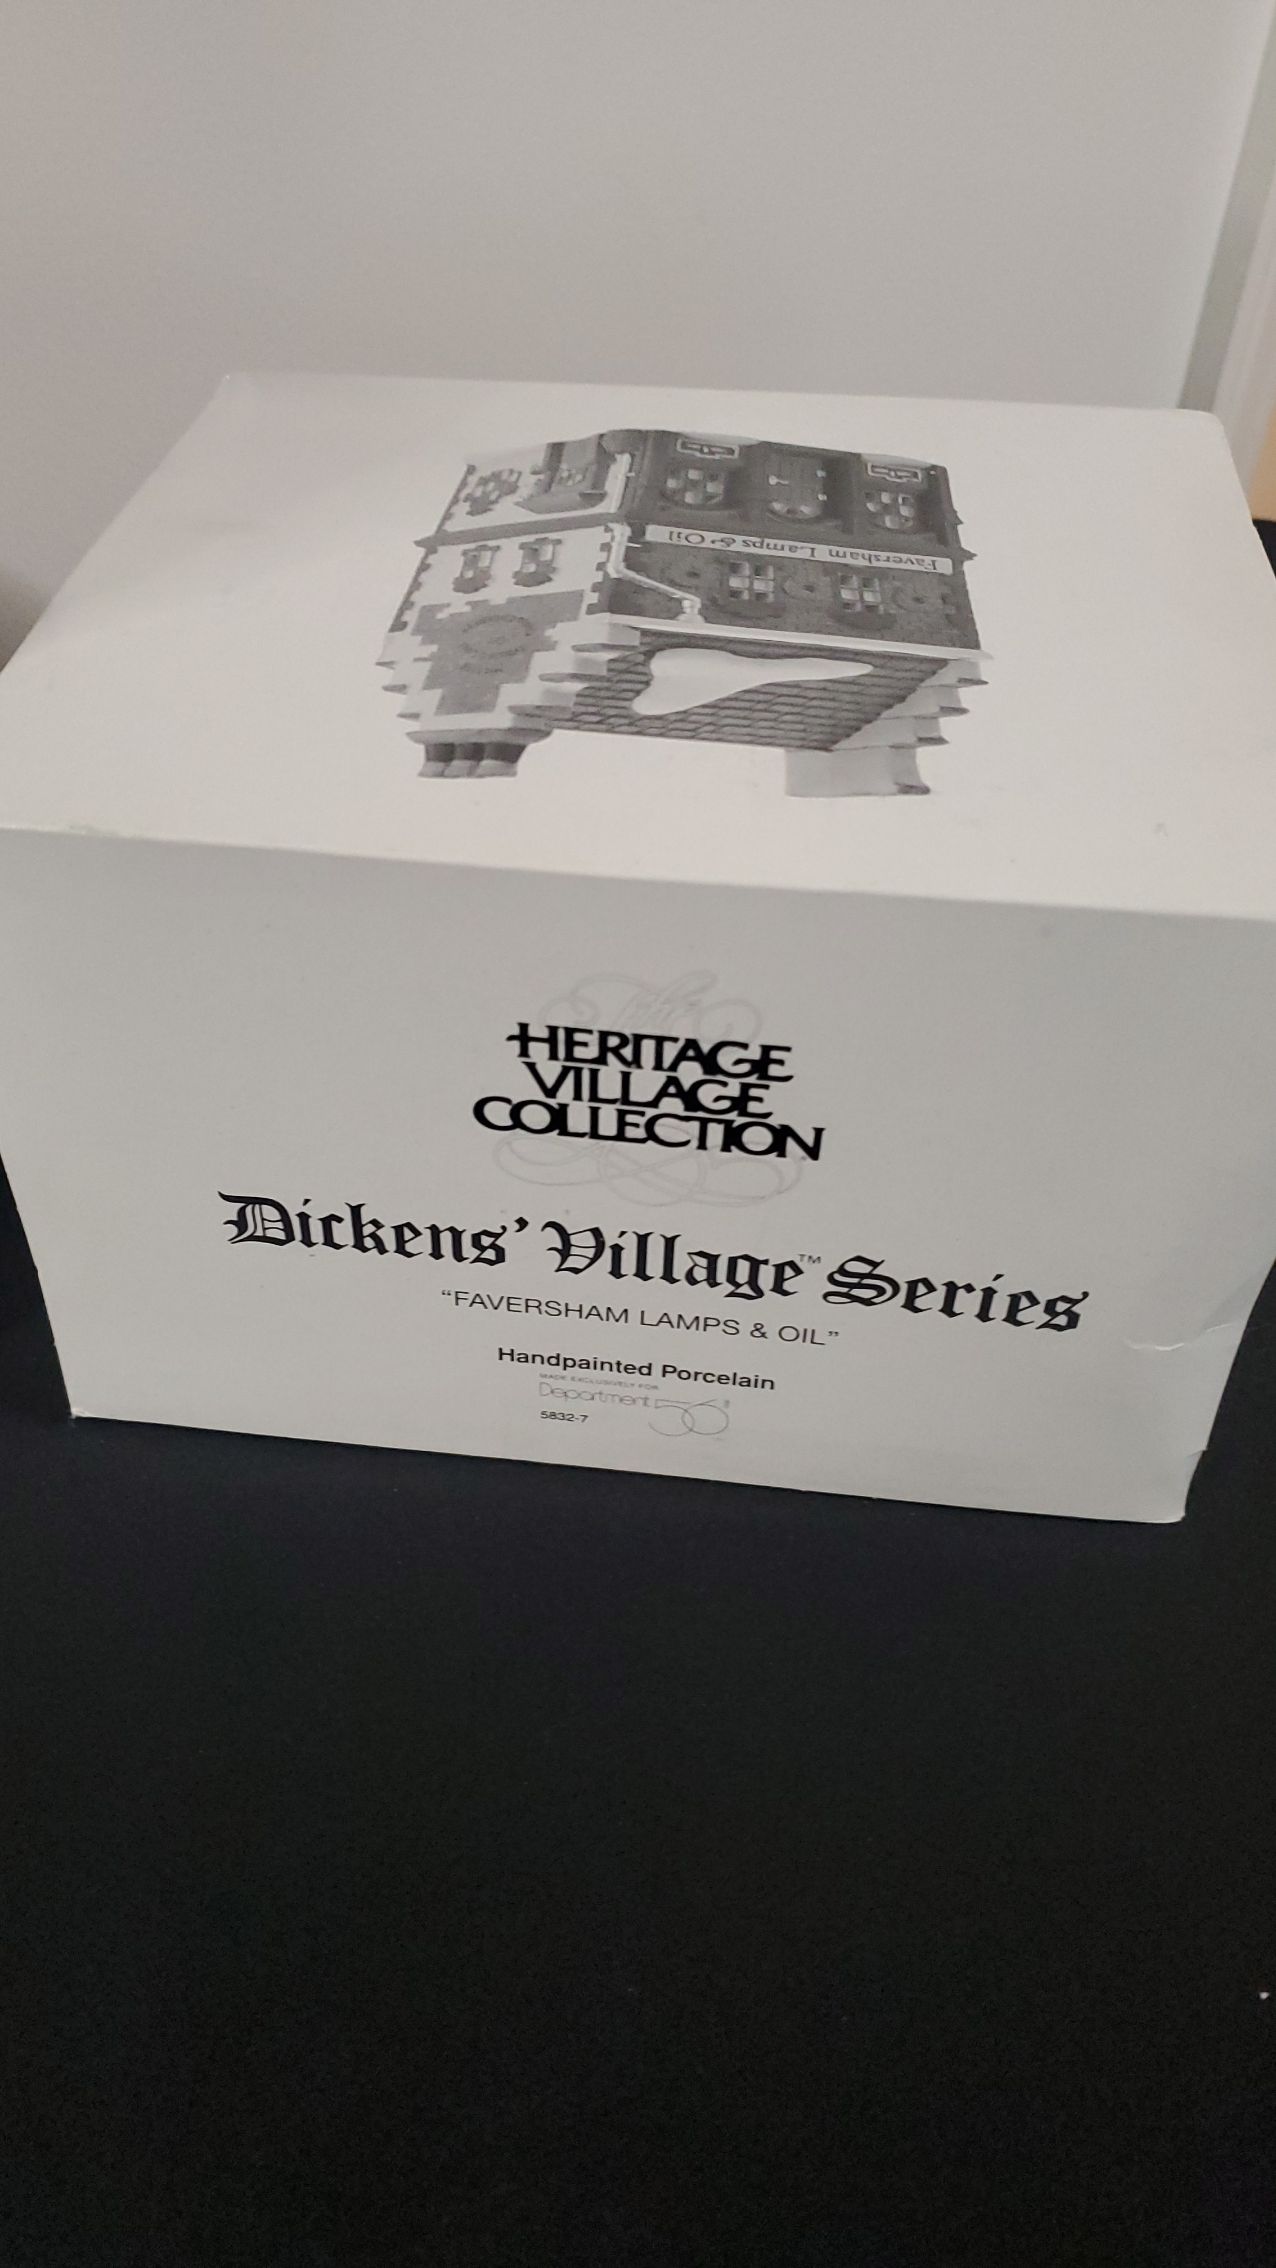 Faversham Lamps & Oil
The
HERITAGE
VILLAGE
COLLECTION
Dickens' Village™ Series
“FAVERSHAM LAMPS & OIL”
Handpainted Porcelain
MADE EXCLUSIVELY FOR
Department 56®
5832-7